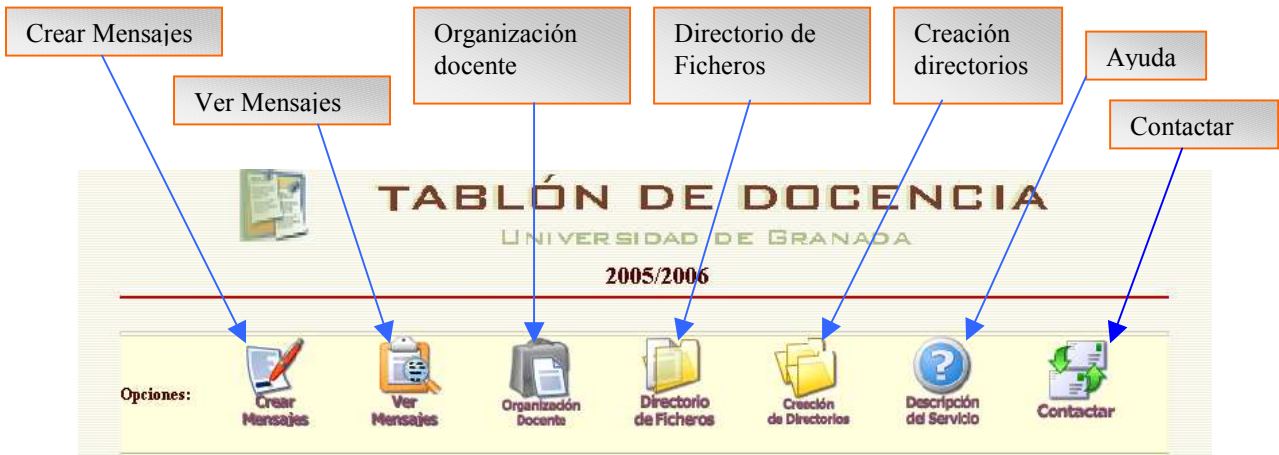 Crear Mensajes
Ver Mensajes
Organización
docente
Directorio de
Ficheros
Creación
directorios
Ayuda
Contactar
TABLÓN DE DOCENCIA
UNIVERSIDAD DE GRANADA
2005/2006
Opciones:
Crear
Mensajes
Ver
Mensajes
Organización
Docente
Directorio
de Ficheros
Creción
de Directorios
Descripción
del Servicio
Contactar